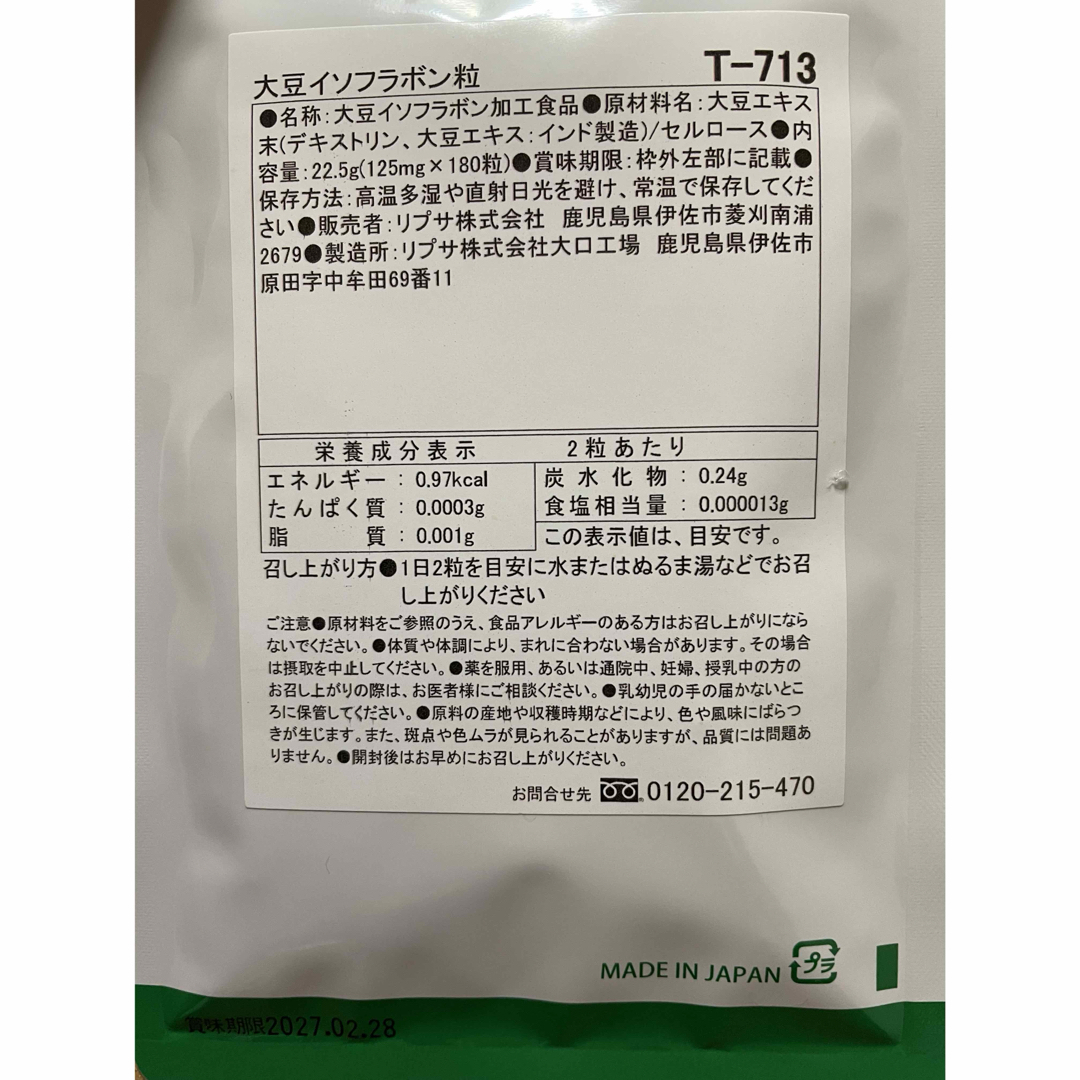 大豆イソフラボン粒 T-713
●名称:大豆イソフラボン加工食品●原材料名:大豆エキス
末(デキストリン、大豆エキス:インド製造)/セルロース●内
容量:22.5g(125mg×180粒)●賞味期限:枠外左部に記載●
保存方法:高温多湿や直射日光を避け、常温で保存してくだ
さい●販売者:リプサ株式会社 鹿児島県伊佐市菱刈南浦
2679●製造所:リプサ株式会社大口工場 鹿児島県伊佐市
原田字中牟田69番11
栄養成分表示 2粒あたり
エネルギー:0.97kcal 炭水化物:0.24g
たんぱく質:0.0003g 食塩相当量:0.000013g
脂質:0.001g この表示値は、目安です。
召し上がり方●1日2粒を目安に水またはぬるま湯などでお召
し上がりください
ご注意●原材料をご参照のうえ、食品アレルギーのある方はお召し上がりになら
ないでください。●体質や体調により、まれに合わない場合があります。その場合
は摂取を中止してください。●薬を服用、あるいは通院中、妊婦、授乳中の方の
お召し上がりの際は、お医者様にご相談ください。●乳幼児の手の届かないとこ
ろに保管してください。●原料の産地や収穫時期などにより、色や風味にばらつ
きが生じます。また、斑点や色ムラが見られることがありますが、品質には問題あ
りません。●開封後はお早めにお召し上がりください。
お問合せ先 0120-215-470
MADE IN JAPAN プラ
賞味期限2027.02.28